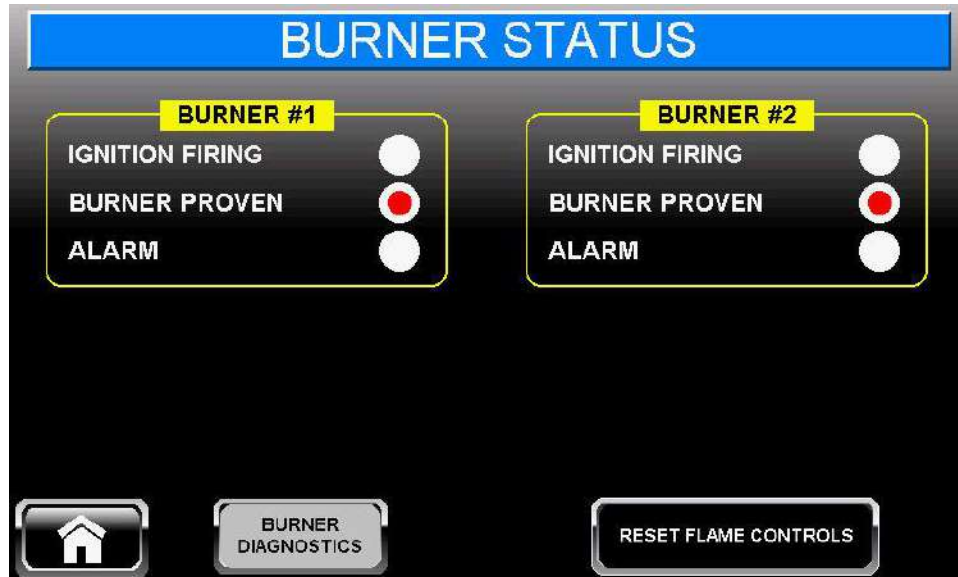 BURNER STATUS
BURNER #1
IGNITION FIRING
BURNER PROVEN
ALARM
BURNER #2
IGNITION FIRING
BURNER PROVEN
ALARM
BURNER
DIAGNOSTICS
RESET FLAME CONTROLS